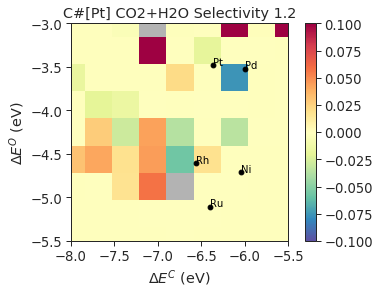 C#[Pt] CO2+H2O Selectivity 1.2
−3.0
−3.5
−4.0
−4.5
−5.0
−5.5
ΔE^O (eV)
Pt
Pd
Rh
Ni
Ru
−8.0 −7.5 −7.0 −6.5 −6.0 −5.5
ΔE^C (eV)
0.100
0.075
0.050
0.025
0.000
−0.025
−0.050
−0.075
−0.100